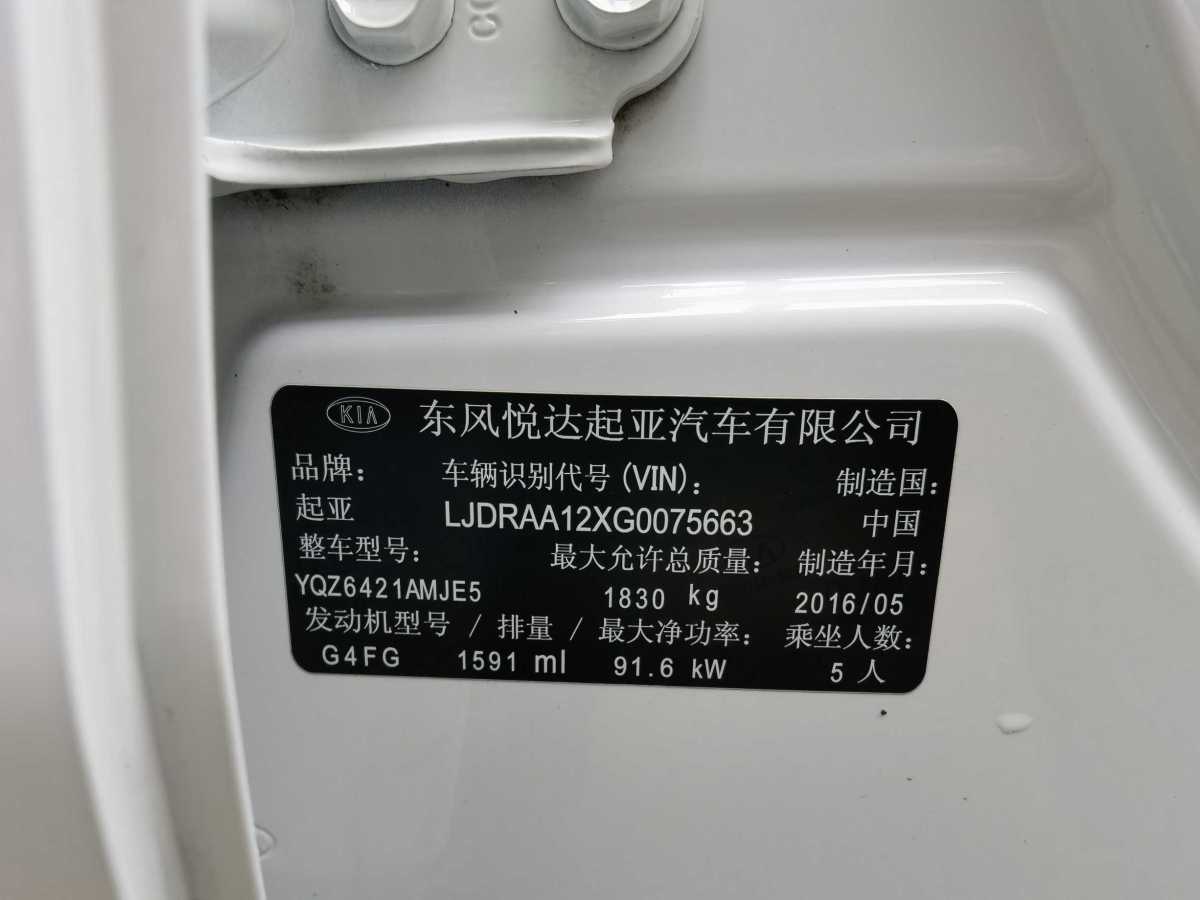 CO
KIA 东风悦达起亚汽车有限公司
品牌： 车辆识别代号(VIN)： 制造国：
起亚 LJDRAA12XG0075663 中国
整车型号： 最大允许总质量： 制造年月：
YQZ6421AMJE5 1830 kg 2016/05
发动机型号 / 排量 / 最大净功率： 乘坐人数：
G4FG 1591 ml 91.6 kW 5 人